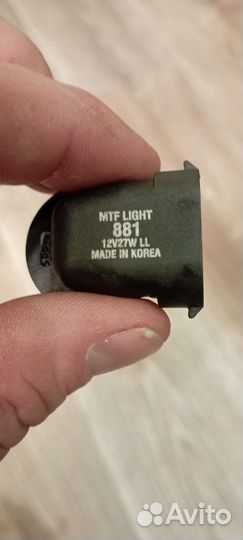 MTF LIGHT
881
12V27W LL
MADE IN KOREA
Avito